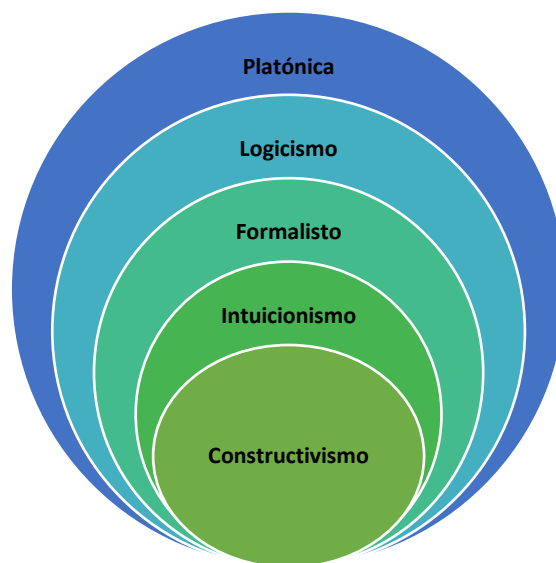 Platónica
Logicismo
Formalisto
Intuicionismo
Constructivismo